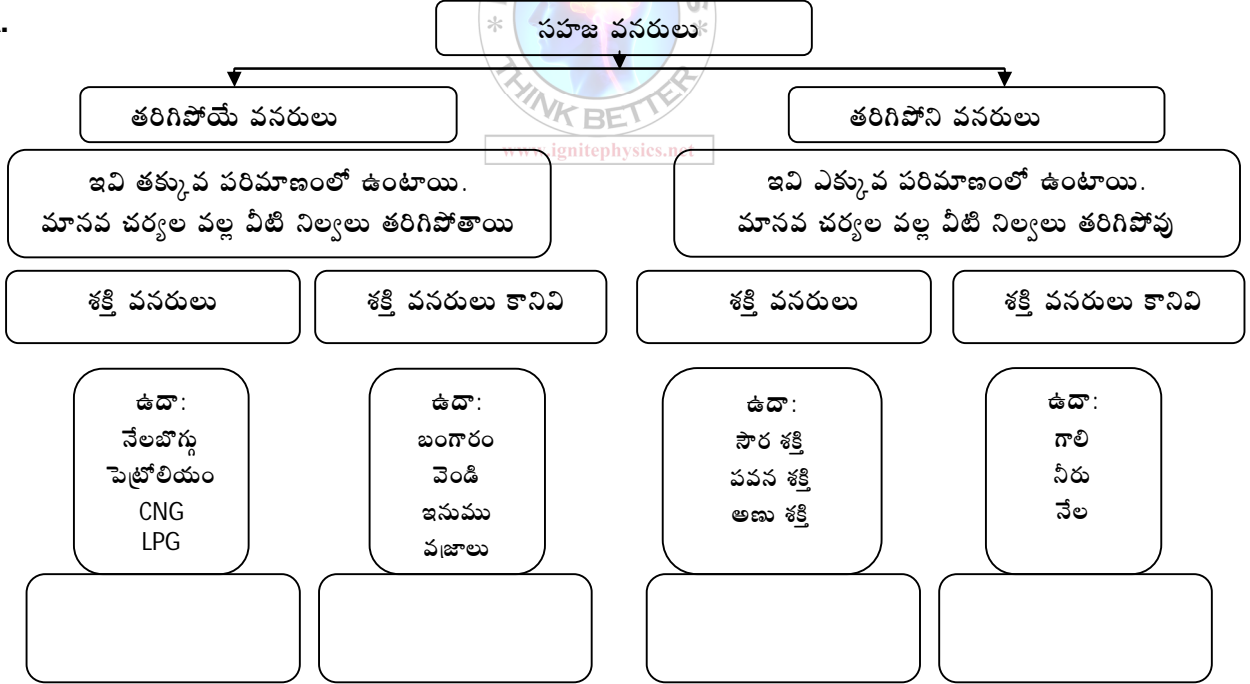 సహజ వనరులు
THINK BETTER
www.ignitephysics.net
తరిగిపోయే వనరులు
తరిగిపోని వనరులు
ఇవి తక్కువ పరిమాణంలో ఉంటాయి.
మానవ చర్యల వల్ల వీటి నిల్వలు తరిగిపోతాయి
ఇవి ఎక్కువ పరిమాణంలో ఉంటాయి.
మానవ చర్యల వల్ల వీటి నిల్వలు తరిగిపోవు
శక్తి వనరులు
శక్తి వనరులు కానివి
శక్తి వనరులు
శక్తి వనరులు కానివి
ఉదా:
నేలబొగ్గు
పెట్రోలియం
CNG
LPG
ఉదా:
బంగారం
వెండి
ఇనుము
వజ్రాలు
ఉదా:
సౌర శక్తి
పవన శక్తి
అణు శక్తి
ఉదా:
గాలి
నీరు
నేల